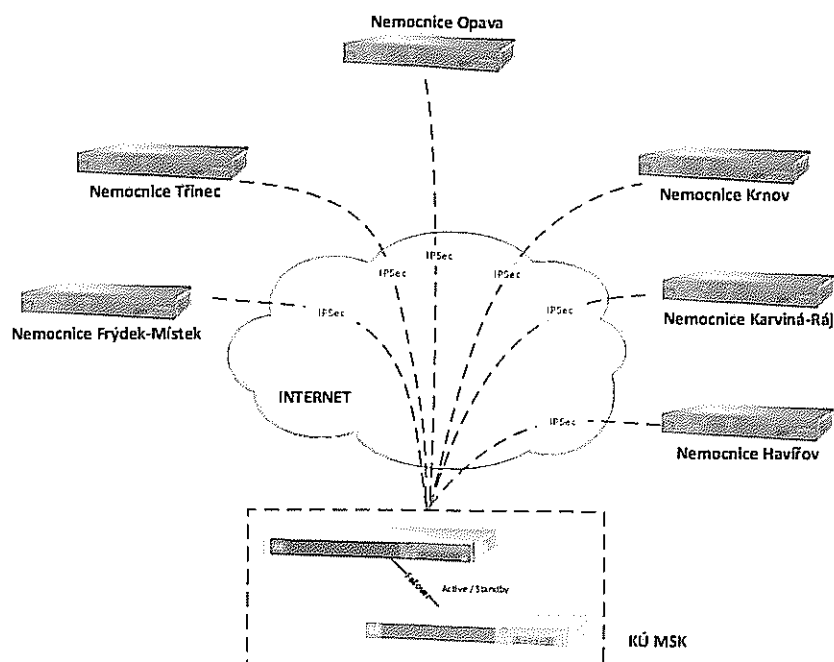 Nemocnice Opava
Nemocnice Třinec
Nemocnice Krnov
IPSec
IPSec
IPSec
Nemocnice Frýdek-Místek
IPSec
IPSec
Nemocnice Karviná-Ráj
INTERNET
IPSec
Nemocnice Havířov
Failover
Active / Standby
KÚ MSK